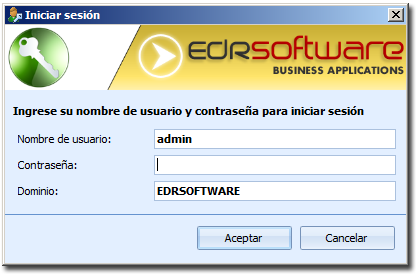 Iniciar sesión
EDRSOFTWARE
BUSINESS APPLICATIONS
Ingrese su nombre de usuario y contraseña para iniciar sesión
Nombre de usuario: admin
Contraseña:
Dominio: EDRSOFTWARE
Aceptar Cancelar